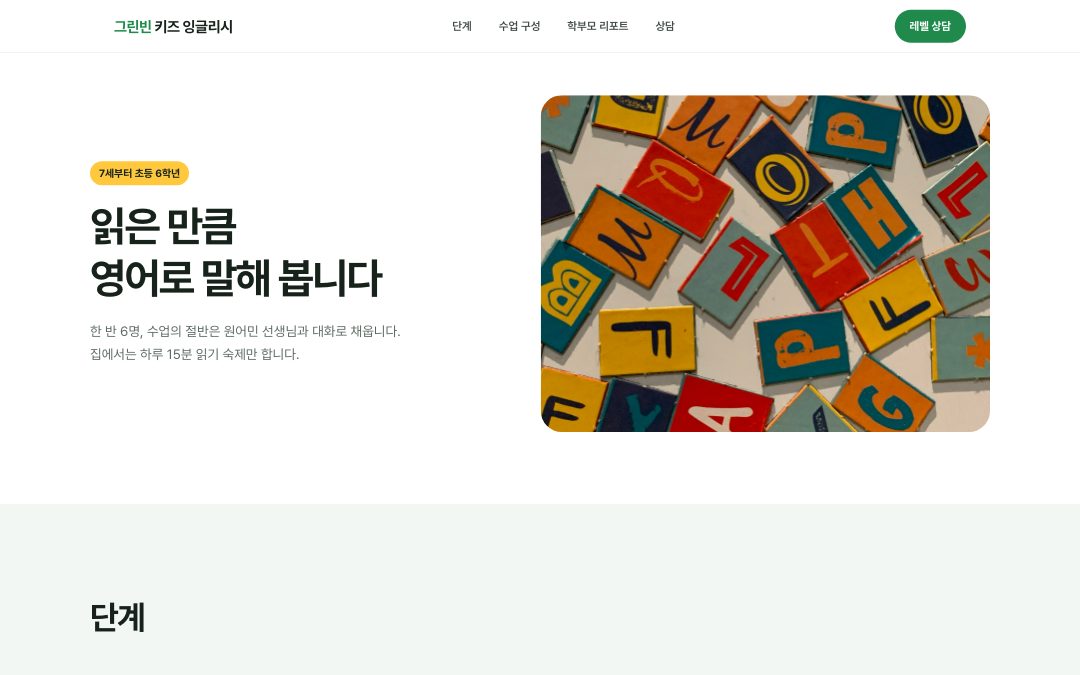 그린빈 키즈 잉글리시
단계
수업 구성
학부모 리포트
상담
레벨 상담
7세부터 초등 6학년
읽은 만큼
영어로 말해 봅니다
한 반 6명, 수업의 절반은 원어민 선생님과 대화로 채웁니다.
집에서는 하루 15분 읽기 숙제만 합니다.
M
P
O
O
L
M
L
T
H
S
B
F
F
P
*
F
A
G
단계